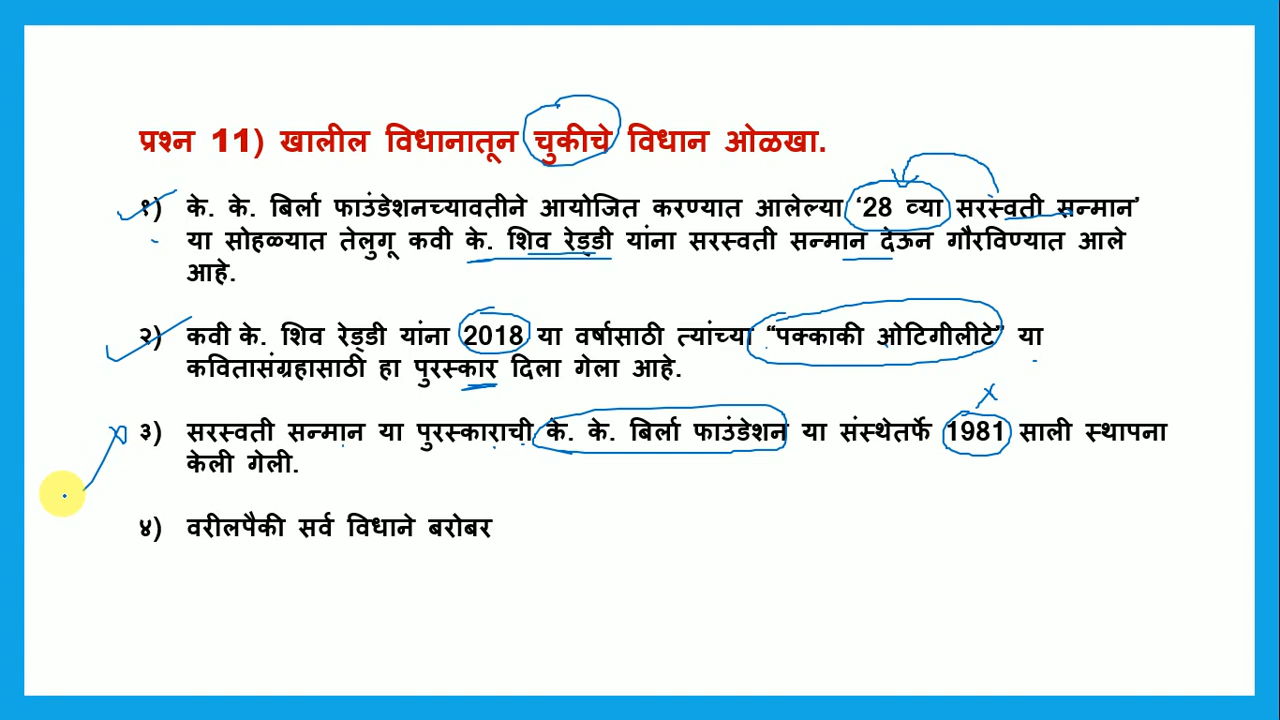 प्रश्न 11) खालील विधानातून चुकीचे विधान ओळखा.
१) के. के. बिर्ला फाउंडेशनच्यावतीने आयोजित करण्यात आलेल्या ‘28 व्या सरस्वती सन्मान’
या सोहळ्यात तेलुगू कवी के. शिव रेड्डी यांना सरस्वती सन्मान देऊन गौरविण्यात आले
आहे.
२) कवी के. शिव रेड्डी यांना 2018 या वर्षासाठी त्यांच्या “पक्काकी ओटिगीलीटे” या
कवितासंग्रहासाठी हा पुरस्कार दिला गेला आहे.
३) सरस्वती सन्मान या पुरस्काराची के. के. बिर्ला फाउंडेशन या संस्थेतर्फे 1981 साली स्थापना
केली गेली.
४) वरीलपैकी सर्व विधाने बरोबर